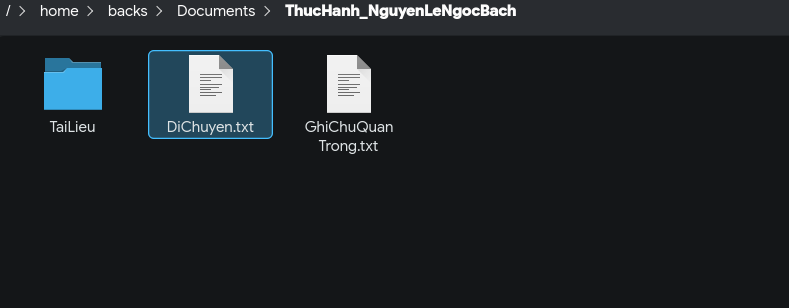 / > home > backs > Documents > ThucHanh_NguyenLeNgocBach
TaiLieu
DiChuyen.txt
GhiChuQuan
Trong.txt